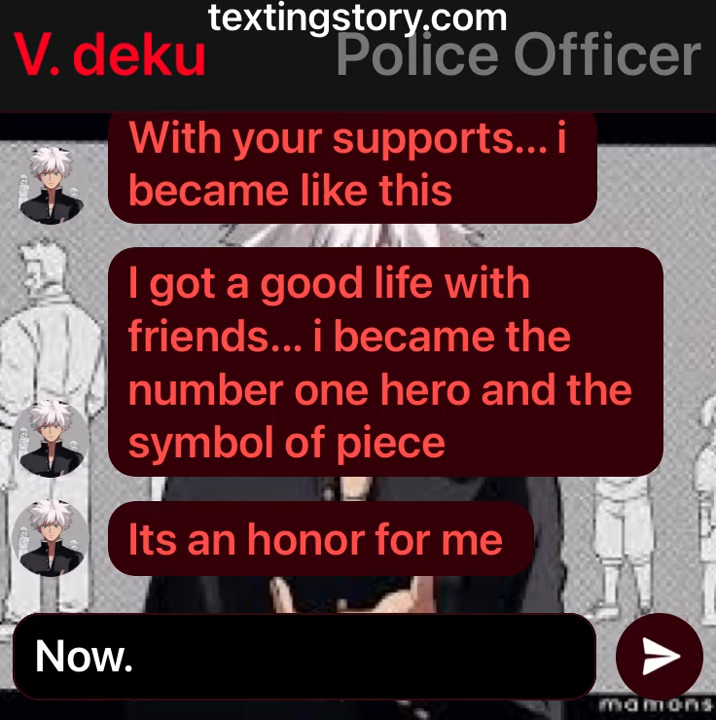 textingstory.com
V. deku
Police Officer
With your supports... i
became like this
I got a good life with
friends... i became the
number one hero and the
symbol of piece
Its an honor for me
Now.
mamons